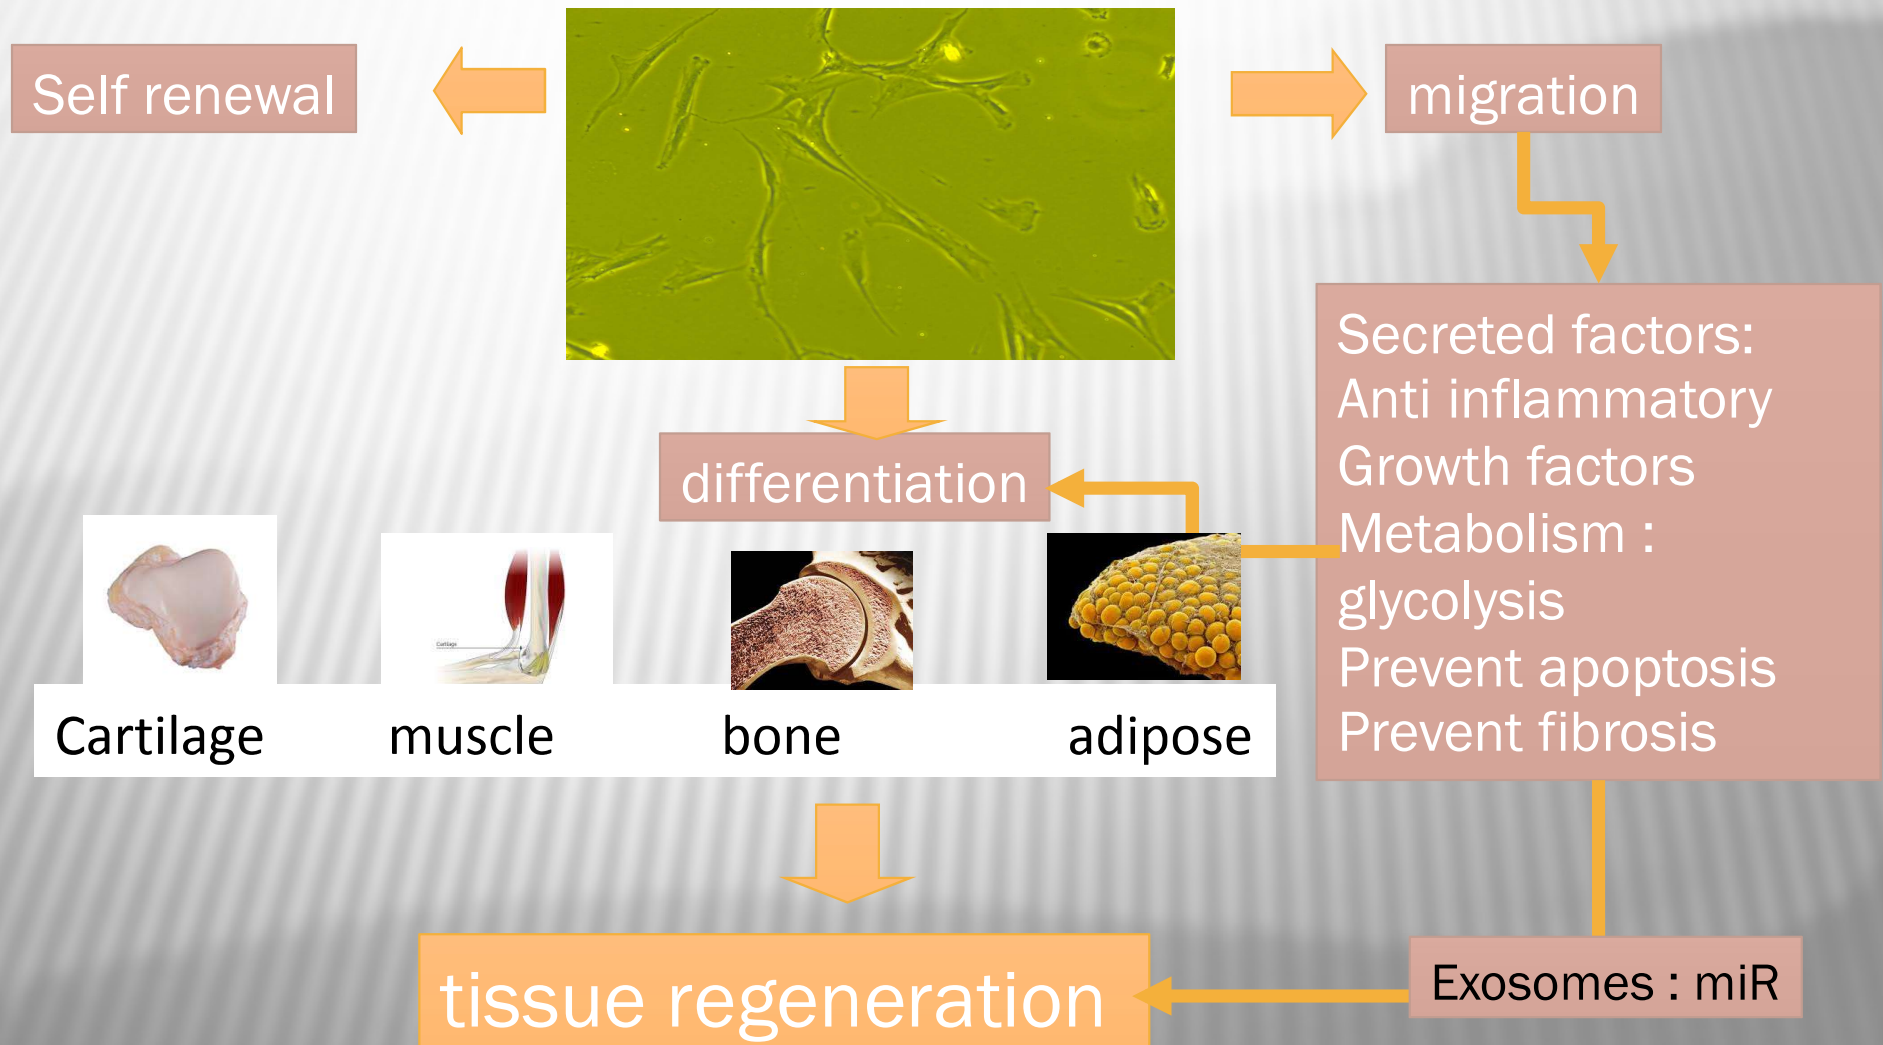 Self renewal
migration
Secreted factors:
Anti inflammatory
Growth factors
Metabolism :
glycolysis
Prevent apoptosis
Prevent fibrosis
differentiation
Cartilage
Cartilage
muscle
bone
adipose
tissue regeneration
Exosomes : miR